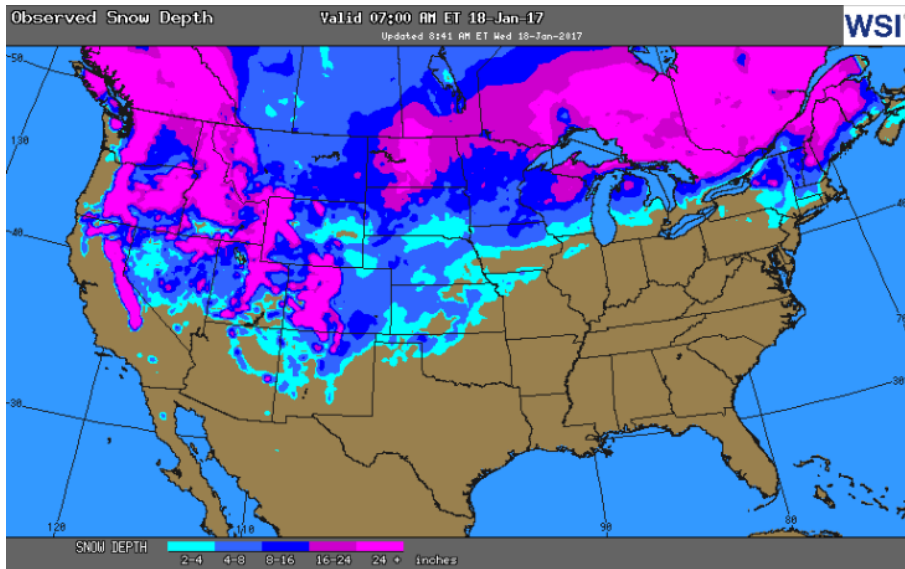 Observed Snow Depth
Valid 07:00 AM ET 18-Jan-17
Updated 8:41 AM ET Wed 18-Jan-2017
WSI
50
130
40
40
70
30
30
120
110
90
80
SNOW DEPTH
2-4 4-8 8-16 16-24 24 + inches